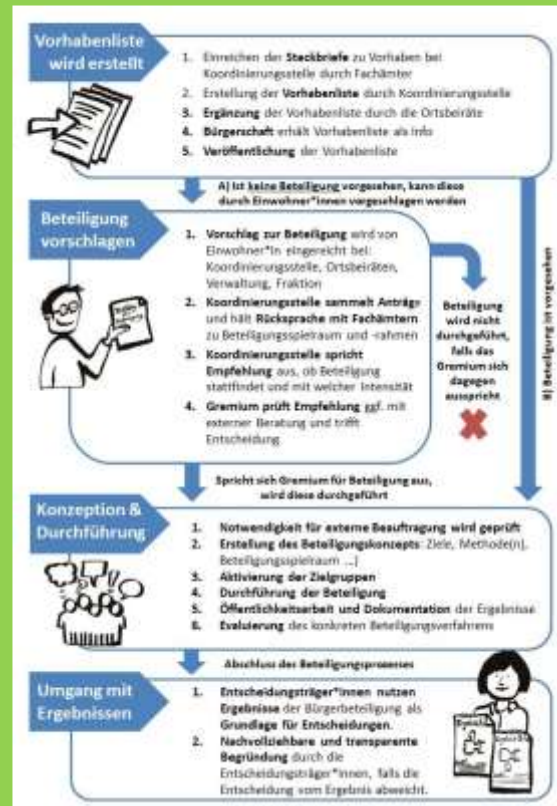 Vorhabenliste
wird erstellt
1. Einreichen der Steckbriefe zu Vorhaben bei
Koordinierungsstelle durch Fachämter
2. Erstellung der Vorhabenliste durch Koordinierungsstelle
3. Ergänzung der Vorhabenliste durch die Ortsbeiräte
4. Bürgerschaft erhält Vorhabenliste als Info
5. Veröffentlichung der Vorhabenliste
A) Ist keine Beteiligung vorgesehen, kann diese
durch Einwohner*innen vorgeschlagen werden
B) Beteiligung ist vorgesehen
Beteiligung
vorschlagen
1. Vorschlag zur Beteiligung wird von
Einwohner*in eingereicht bei:
Koordinierungsstelle, Ortsbeiräten,
Verwaltung, Fraktion
2. Koordinierungsstelle sammelt Anträge
und hält Rücksprache mit Fachämtern
zu Beteiligungsspielraum und -rahmen
3. Koordinierungsstelle spricht
Empfehlung aus, ob Beteiligung
stattfindet und mit welcher Intensität
4. Gremium prüft Empfehlung ggf. mit
externer Beratung und trifft
Entscheidung
Beteiligung
wird nicht
durchgeführt,
falls das
Gremium sich
dagegen
ausspricht
Spricht sich Gremium für Beteiligung aus,
wird diese durchgeführt
Konzeption &
Durchführung
1. Notwendigkeit für externe Beauftragung wird geprüft
2. Erstellung des Beteiligungskonzepts: Ziele, Methode(n),
Beteiligungsspielraum ...)
3. Aktivierung der Zielgruppen
4. Durchführung der Beteiligung
5. Öffentlichkeitsarbeit und Dokumentation der Ergebnisse
6. Evaluierung des konkreten Beteiligungsverfahrens
Abschluss des Beteiligungsprozesses
Umgang mit
Ergebnissen
1. Entscheidungsträger*innen nutzen
Ergebnisse der Bürgerbeteiligung als
Grundlage für Entscheidungen.
2. Nachvollziehbare und transparente
Begründung durch die
Entscheidungsträger*innen, falls die
Entscheidung vom Ergebnis abweicht.